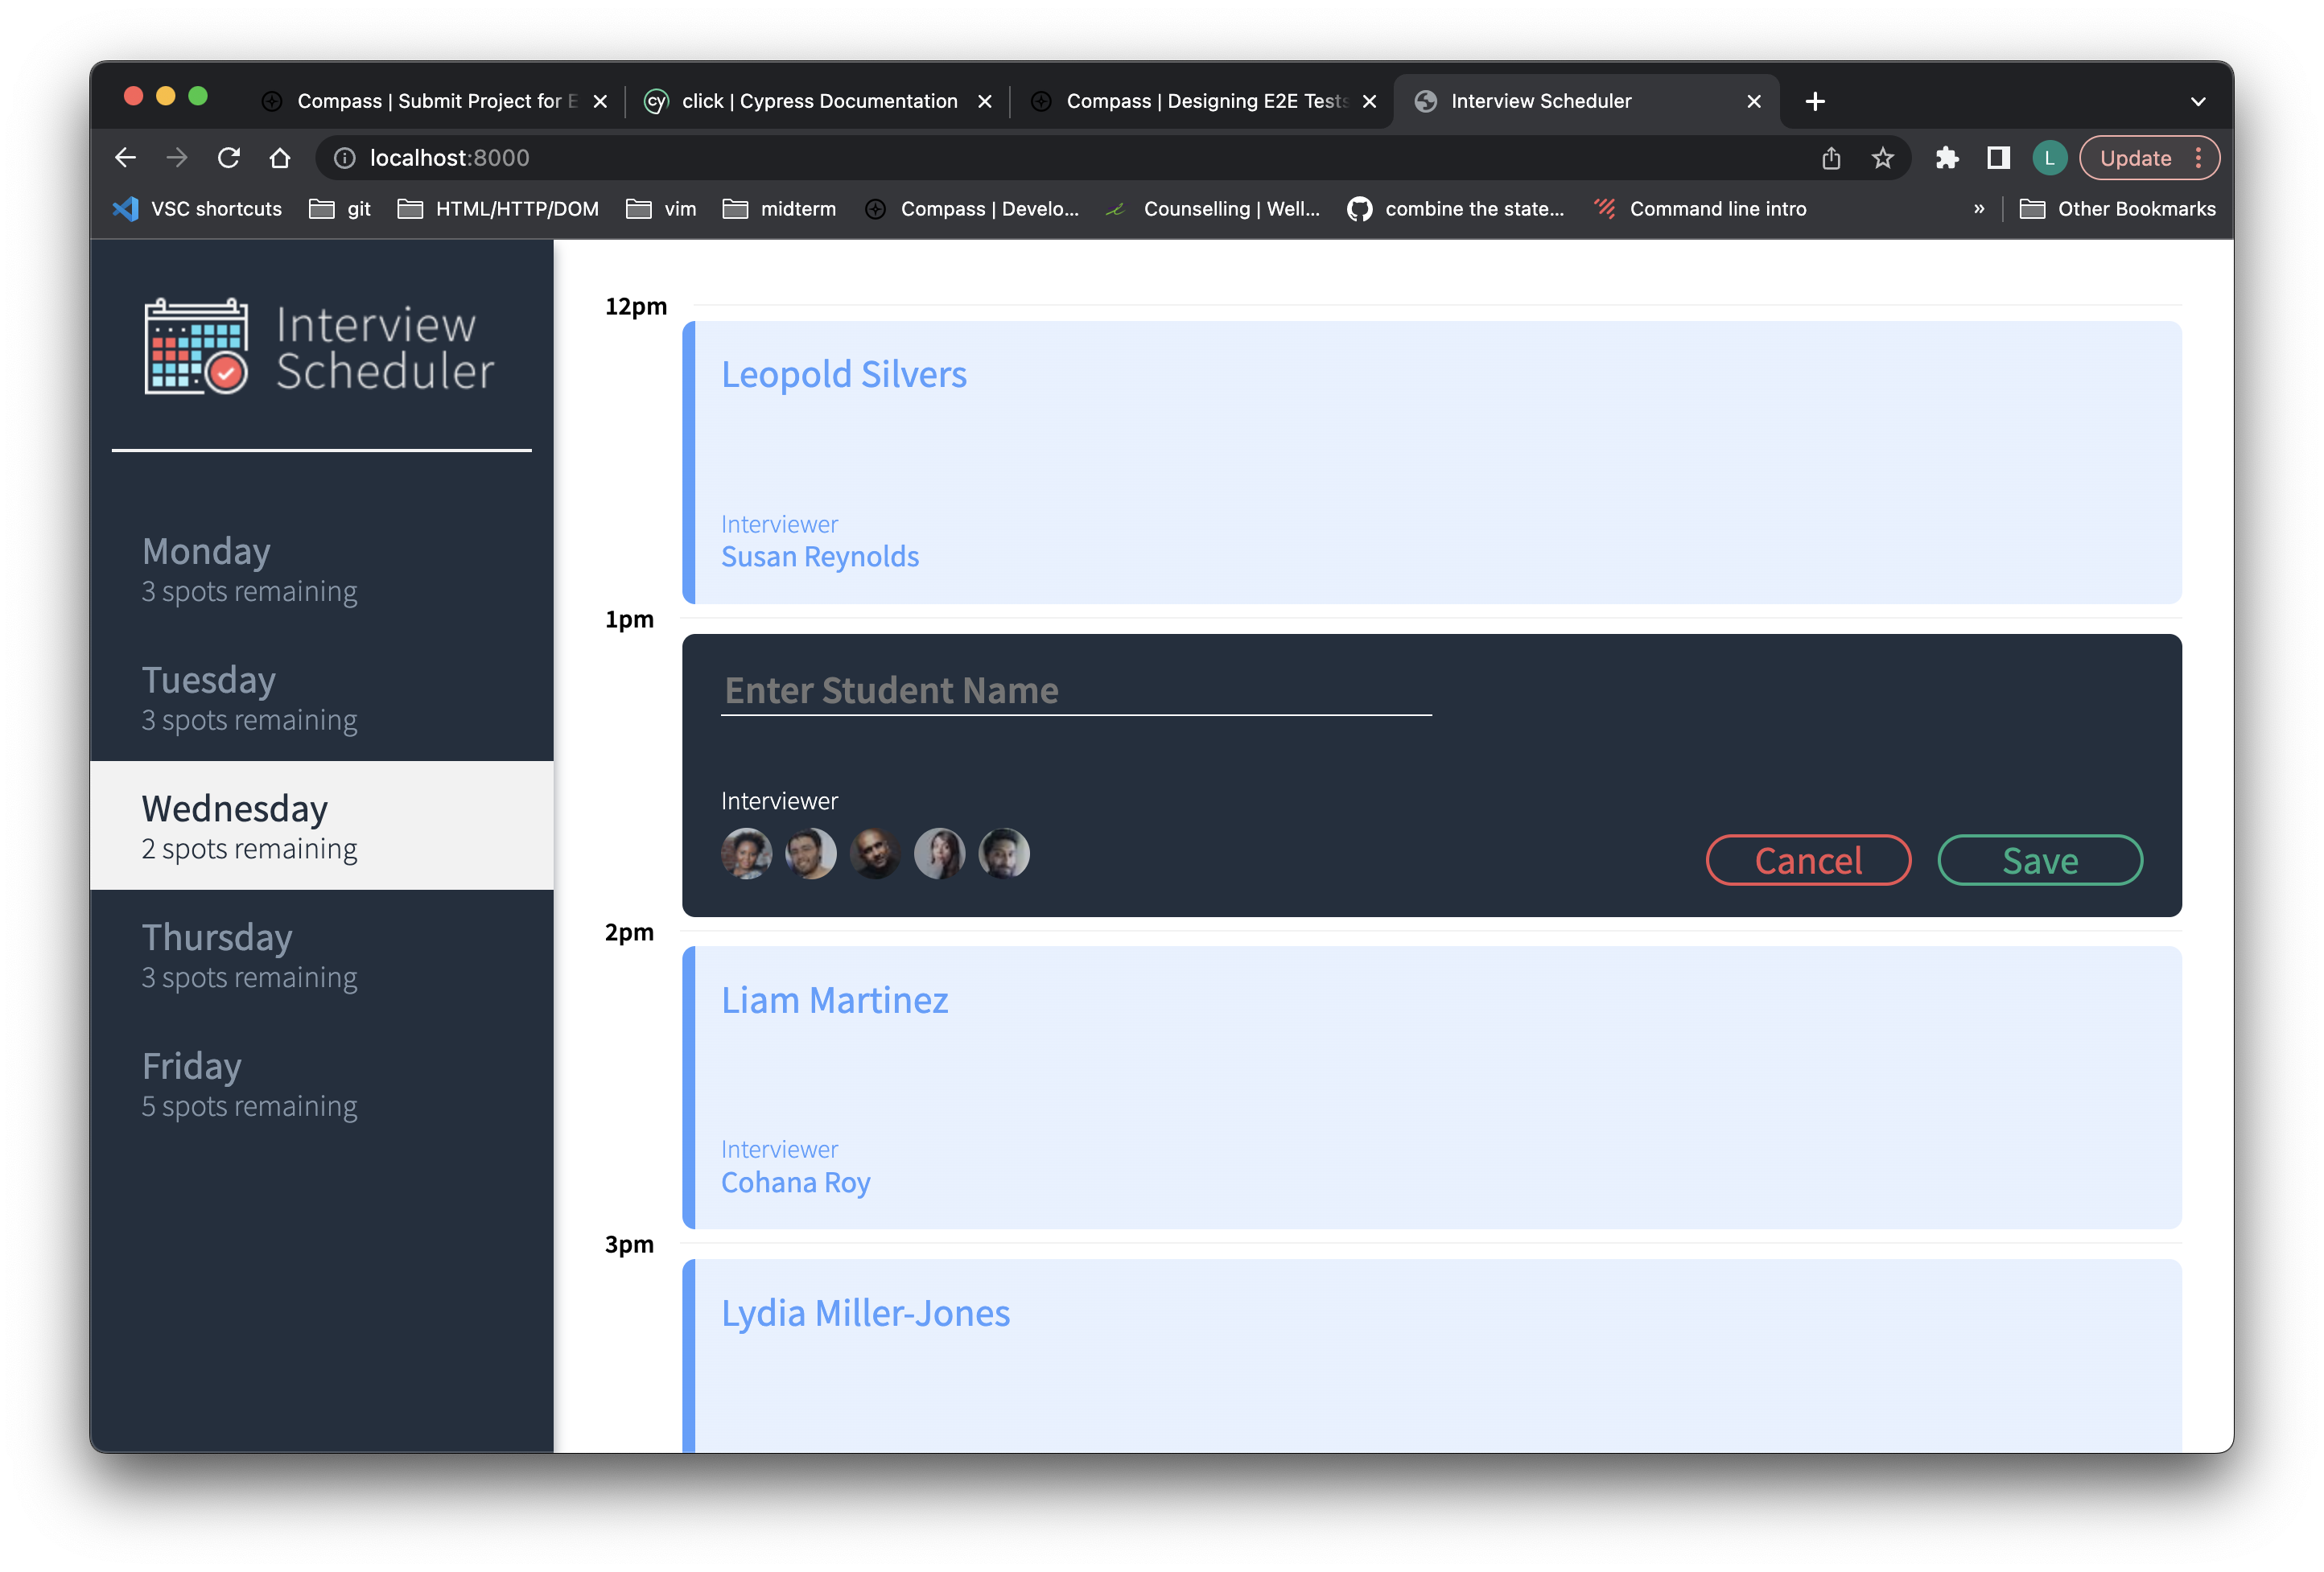 Compass | Submit Project for E
click | Cypress Documentation
Compass | Designing E2E Tests
Interview Scheduler
localhost:8000
L
Update
VSC shortcuts
git
HTML/HTTP/DOM
vim
midterm
Compass | Develo...
Counselling | Well...
combine the state...
Command line intro
»
Other Bookmarks
cy
Interview
Scheduler
Monday
3 spots remaining
Tuesday
3 spots remaining
Wednesday
2 spots remaining
Thursday
3 spots remaining
Friday
5 spots remaining
12pm
Leopold Silvers
Interviewer
Susan Reynolds
1pm
Enter Student Name
Interviewer
Cancel
Save
2pm
Liam Martinez
Interviewer
Cohana Roy
3pm
Lydia Miller-Jones